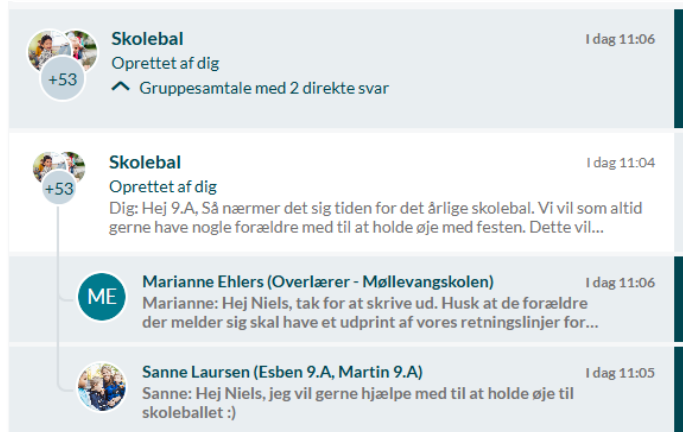 Skolebal
I dag 11:06
Oprettet af dig
+53
Gruppesamtale med 2 direkte svar
Skolebal
I dag 11:04
+53
Oprettet af dig
Dig: Hej 9.A, Så nærmer det sig tiden for det årlige skolebal. Vi vil som altid
gerne have nogle forældre med til at holde øje med festen. Dette vil...
ME
Marianne Ehlers (Overlærer - Møllevangskolen)
I dag 11:06
Marianne: Hej Niels, tak for at skrive ud. Husk at de forældre
der melder sig skal have et udprint af vores retningslinjer for...
Sanne Laursen (Esben 9.A, Martin 9.A)
I dag 11:05
Sanne: Hej Niels, jeg vil gerne hjælpe med til at holde øje til
skoleballet :)